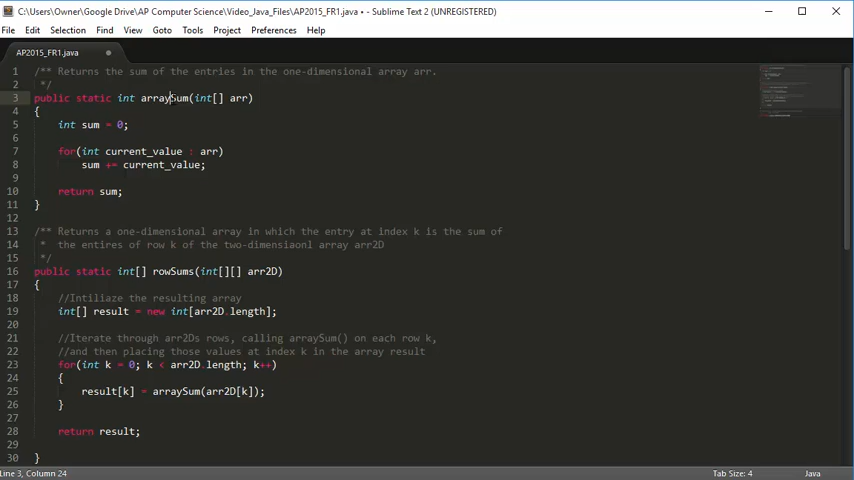 C:\Users\Owner\Google Drive\AP Computer Science\Video_Java_Files\AP2015_FR1.java • - Sublime Text 2 (UNREGISTERED)
File Edit Selection Find View Goto Tools Project Preferences Help
AP2015_FR1.java
1 /** Returns the sum of the entries in the one-dimensional array arr.
2 */
3 public static int arraySum(int[] arr)
4 {
5 int sum = 0;
6
7 for(int current_value : arr)
8 sum += current_value;
9
10 return sum;
11 }
12
13 /** Returns a one-dimensional array in which the entry at index k is the sum of
14 * the entires of row k of the two-dimensiaonl array arr2D
15 */
16 public static int[] rowSums(int[][] arr2D)
17 {
18 //Intiliaze the resulting array
19 int[] result = new int[arr2D.length];
20
21 //Iterate through arr2Ds rows, calling arraySum() on each row k,
22 //and then placing those values at index k in the array result
23 for(int k = 0; k < arr2D.length; k++)
24 {
25 result[k] = arraySum(arr2D[k]);
26 }
27
28 return result;
29
30 }
Line 3, Column 24 Tab Size: 4 Java